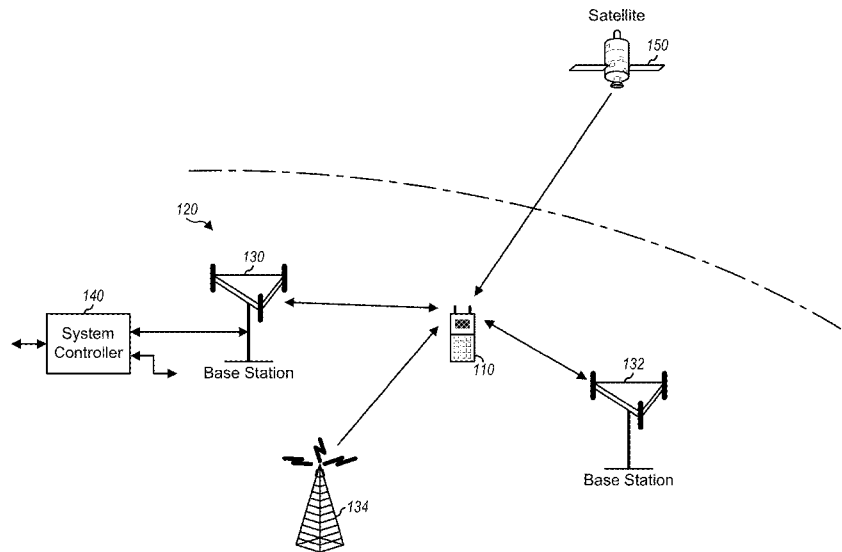 Satellite
150
120
130
140
System
Controller
Base Station
110
132
Base Station
134